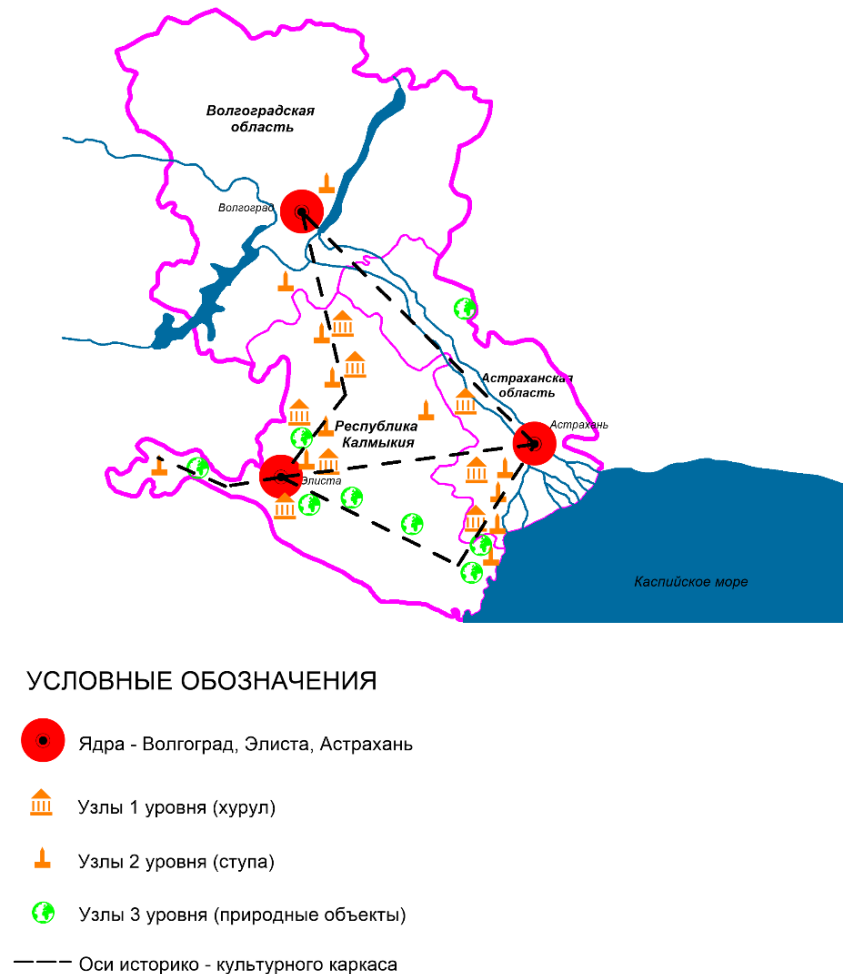 Волгоградская
область
Волгоград
Астраханская
область
Астрахань
Республика
Калмыкия
Элиста
Каспийское море
УСЛОВНЫЕ ОБОЗНАЧЕНИЯ
Ядра - Волгоград, Элиста, Астрахань
Узлы 1 уровня (хурул)
Узлы 2 уровня (ступа)
Узлы 3 уровня (природные объекты)
Оси историко - культурного каркаса